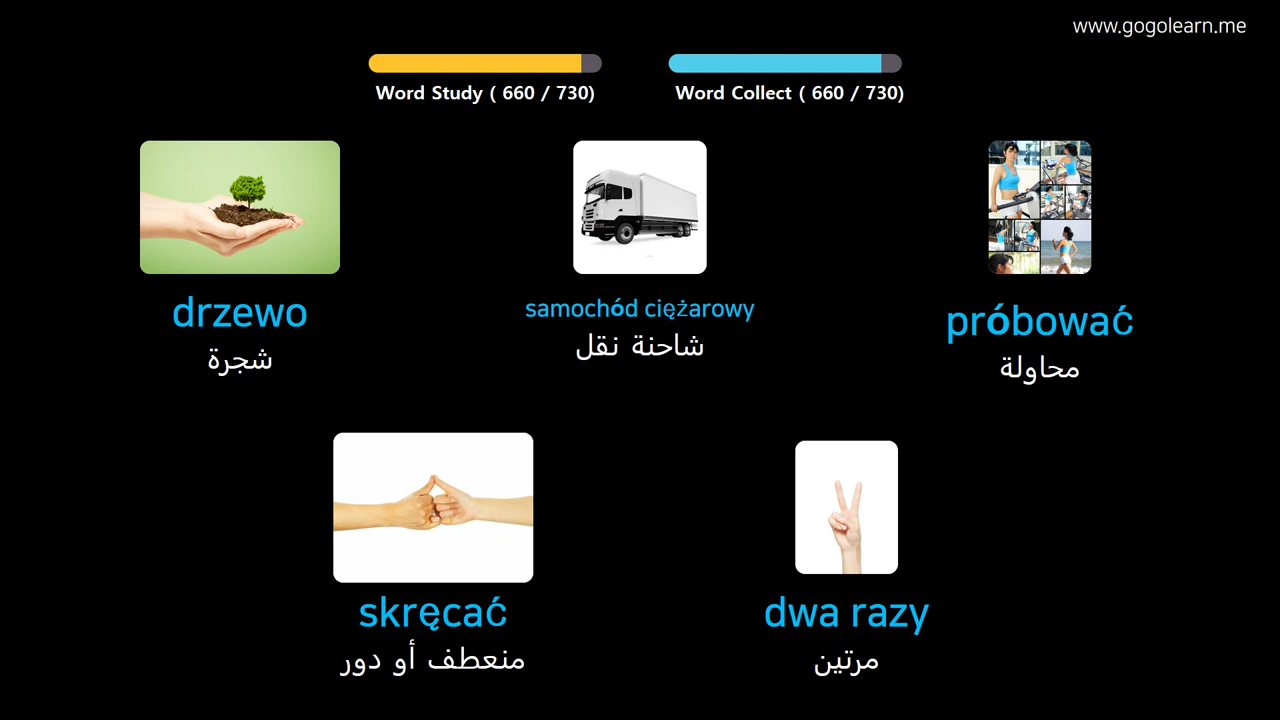 www.gogolearn.me
Word Study ( 660 / 730)
Word Collect ( 660 / 730)
drzewo
شجرة
samochód ciężarowy
شاحنة نقل
próbować
محاولة
skręcać
منعطف أو دور
dwa razy
مرتين